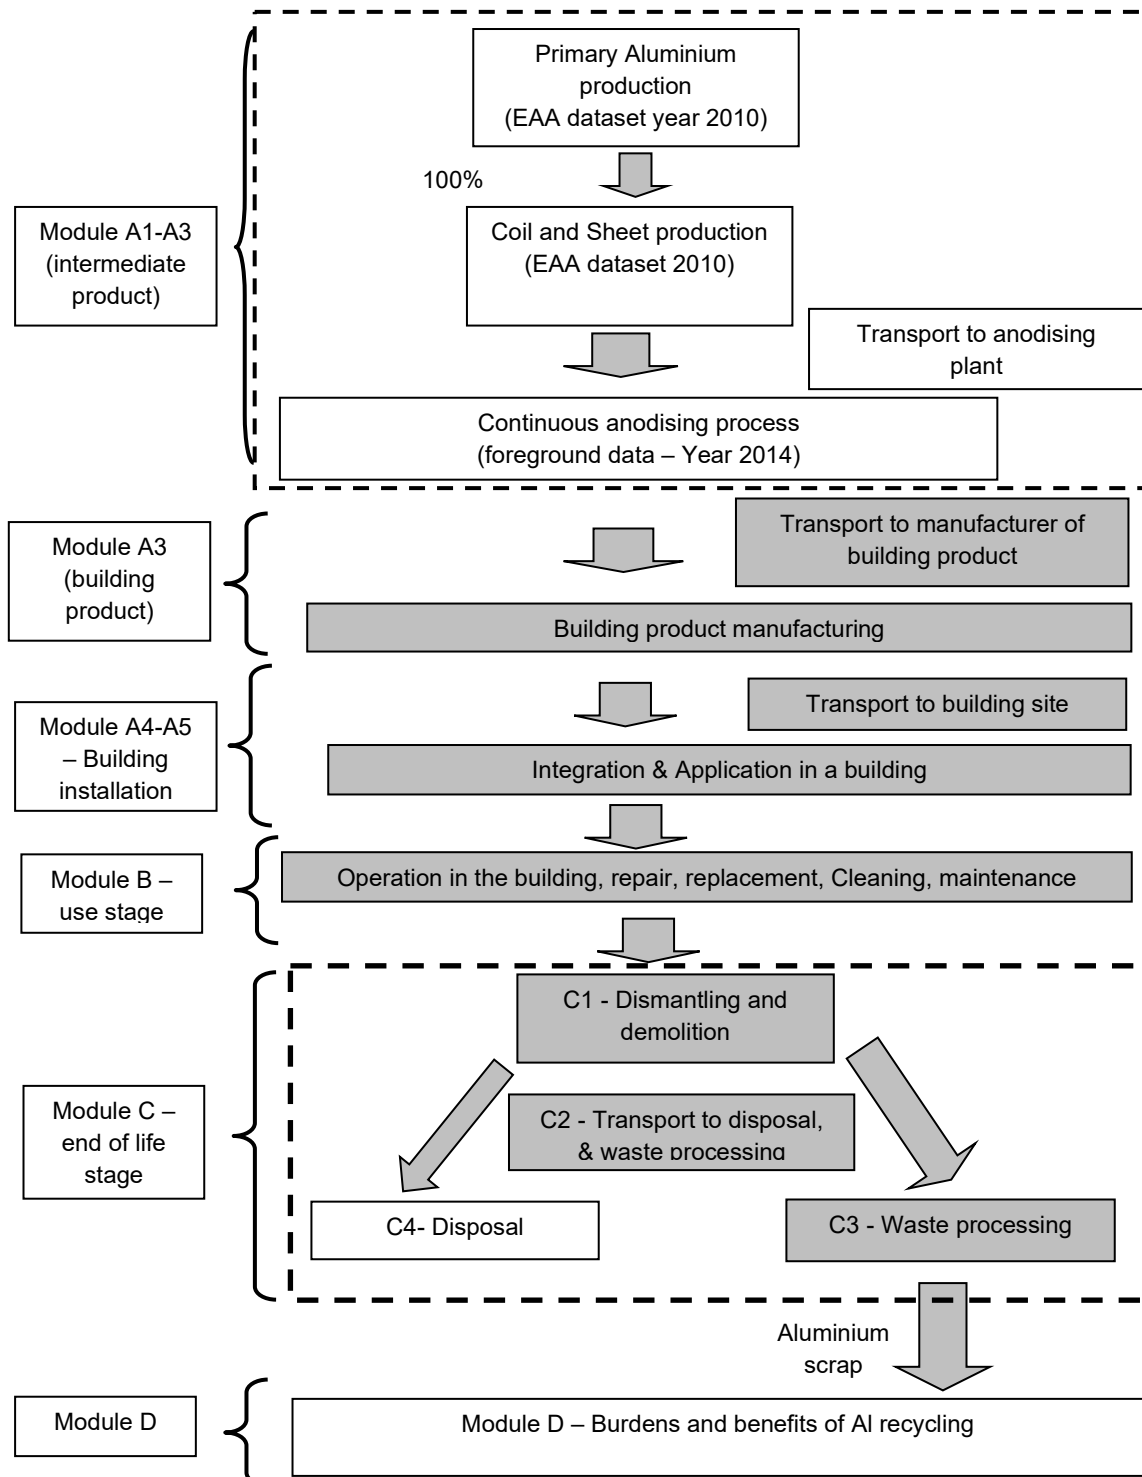 Primary Aluminium
production
(EAA dataset year 2010)
100%
Module A1-A3
(intermediate
product)
Coil and Sheet production
(EAA dataset 2010)
Transport to anodising
plant
Continuous anodising process
(foreground data – Year 2014)
Module A3
(building
product)
Transport to manufacturer of
building product
Building product manufacturing
Module A4-A5
– Building
installation
Transport to building site
Integration & Application in a building
Module B –
use stage
Operation in the building, repair, replacement, Cleaning, maintenance
C1 - Dismantling and
demolition
Module C –
end of life
stage
C2 - Transport to disposal,
& waste processing
C4- Disposal
C3 - Waste processing
Aluminium
scrap
Module D
Module D – Burdens and benefits of Al recycling